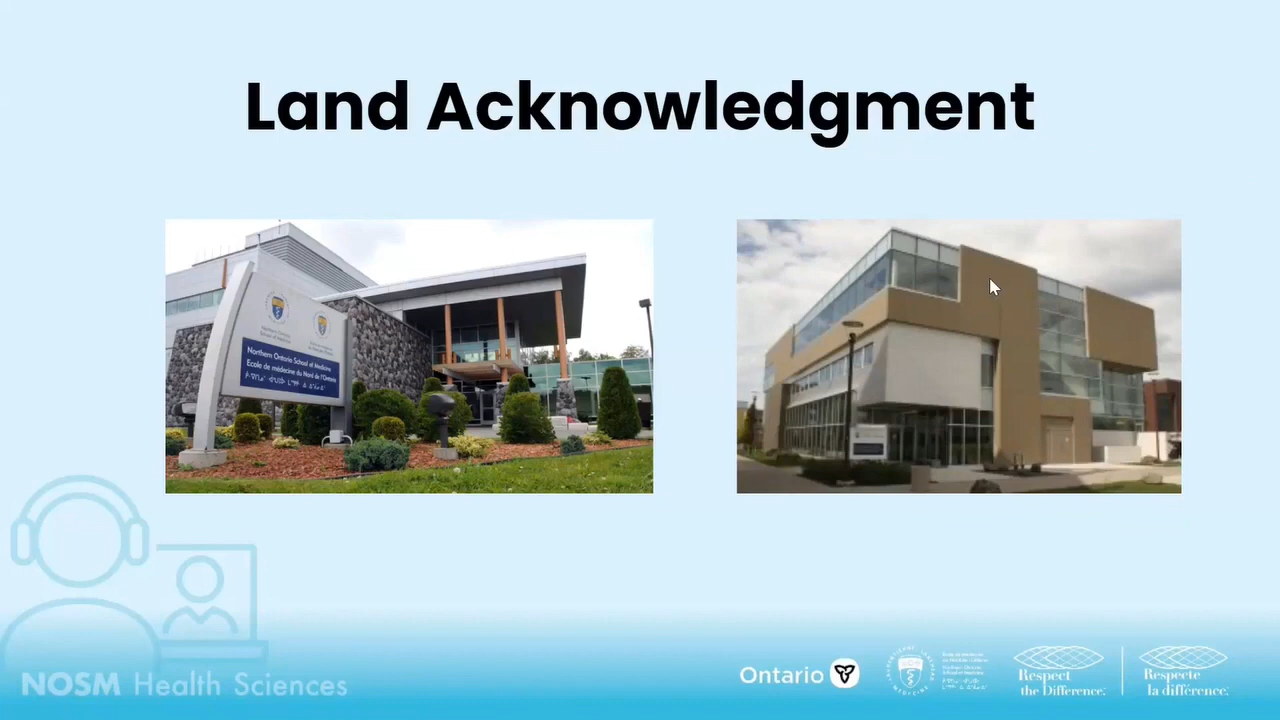 Land Acknowledgment
Northern Ontario School of Medicine
École de médecine du Nord de l'Ontario
NOSM Health Sciences
Ontario
Respect
the Difference.
Respecte
la différence.